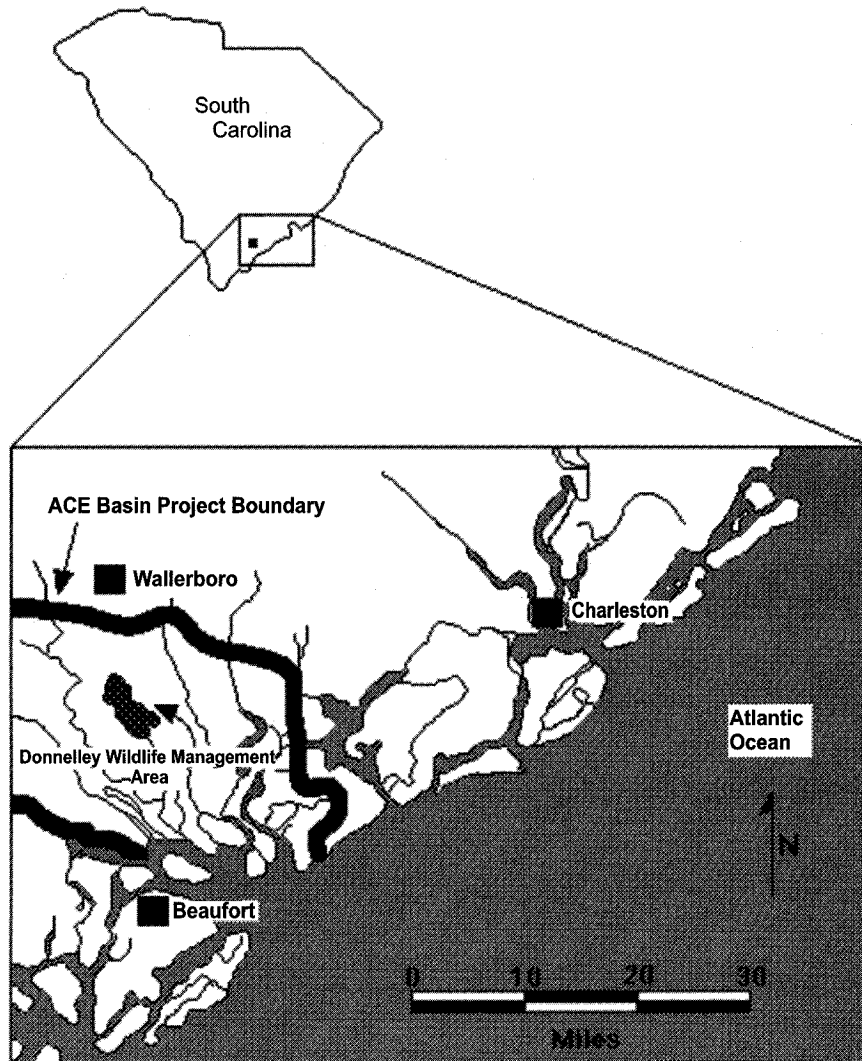 South
Carolina
ACE Basin Project Boundary
Wallerboro
Charleston
Atlantic
Ocean
Donnelley Wildlife Management
Area
N
Beaufort
0 10 20 30
Miles